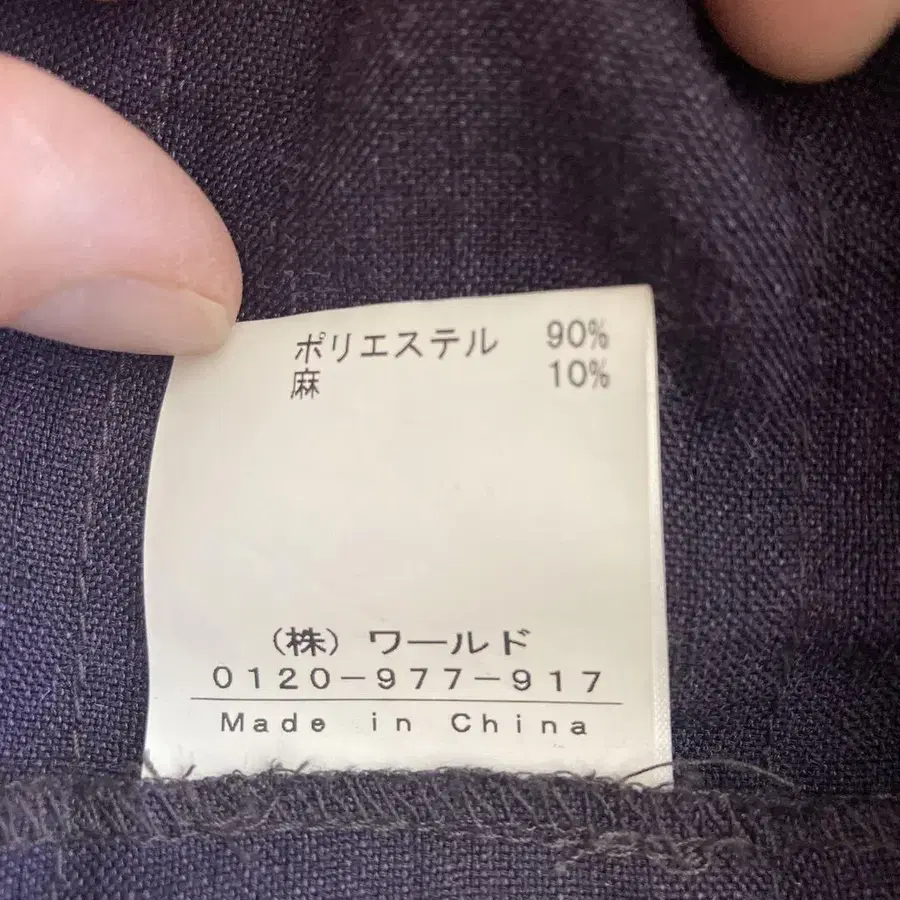 ポリエステル 90%
麻 10%
(株) ワールド
0120-977-917
Made in China